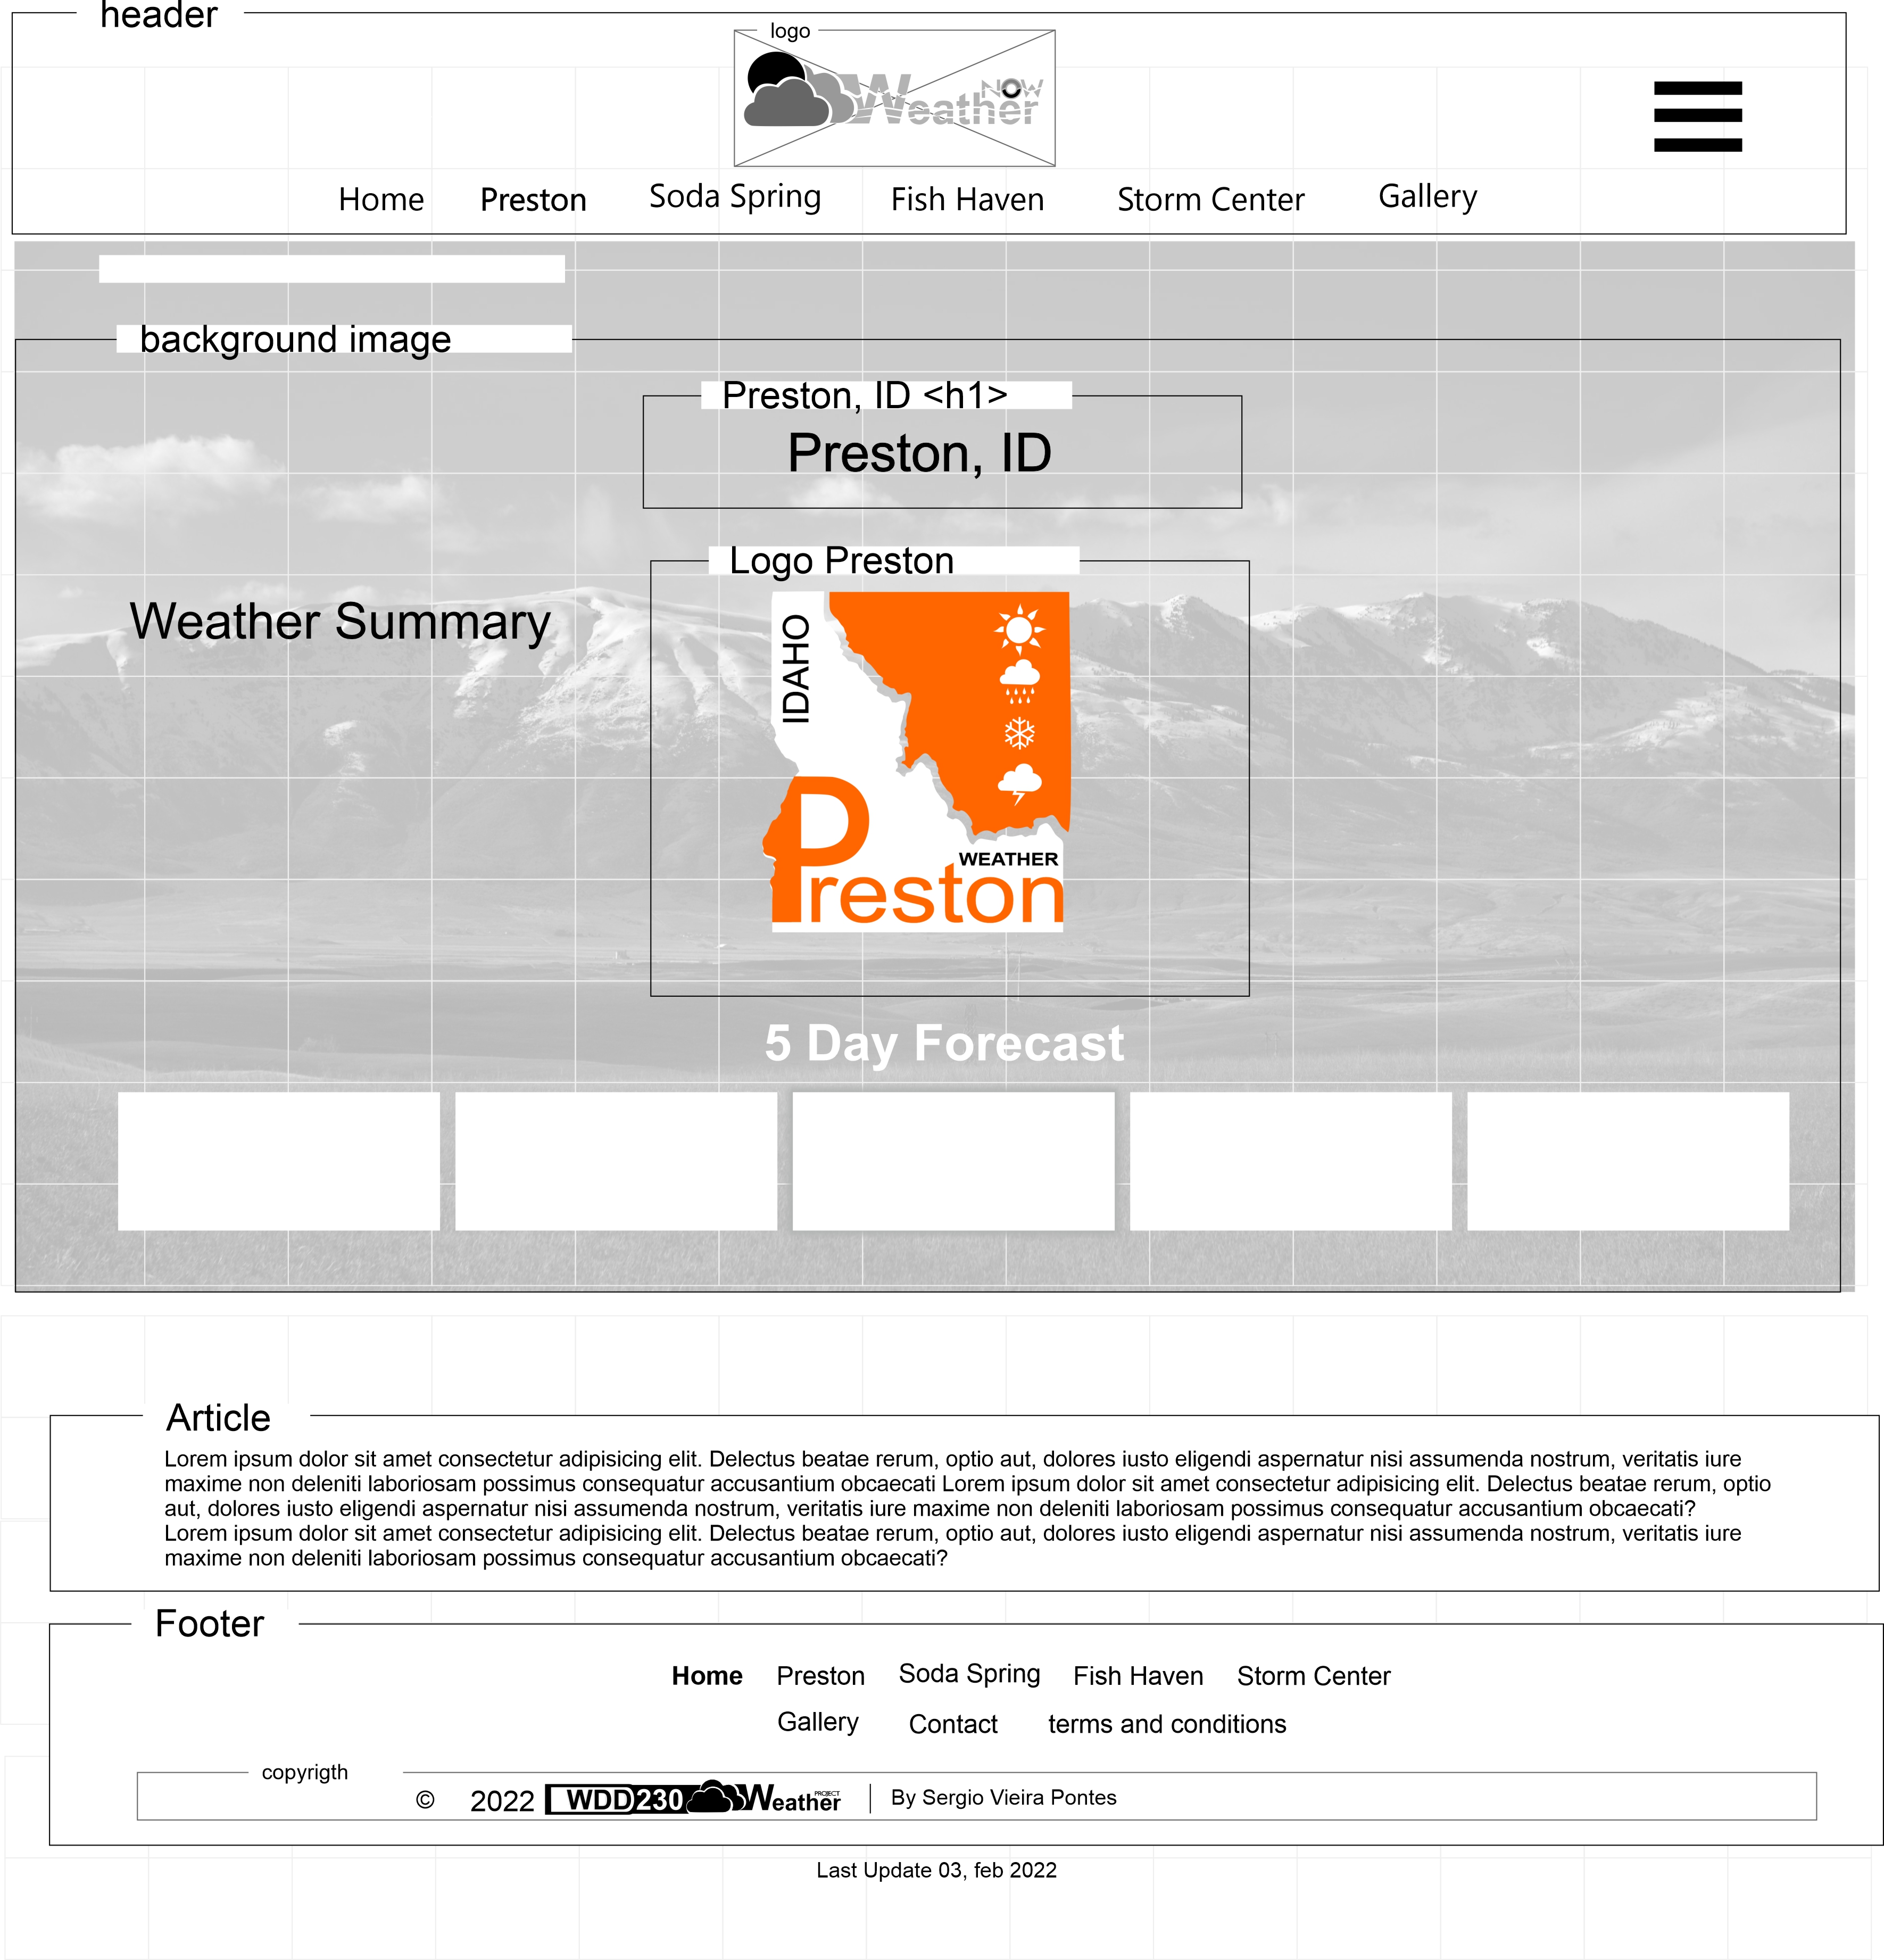 header
logo
Weather NOW
Home Preston Soda Spring Fish Haven Storm Center Gallery
background image
Preston, ID <h1>
Preston, ID
Logo Preston
Weather Summary
IDAHO
WEATHER
Preston
5 Day Forecast
Article
Lorem ipsum dolor sit amet consectetur adipisicing elit. Delectus beatae rerum, optio aut, dolores iusto eligendi aspernatur nisi assumenda nostrum, veritatis iure
maxime non deleniti laboriosam possimus consequatur accusantium obcaecati Lorem ipsum dolor sit amet consectetur adipisicing elit. Delectus beatae rerum, optio
aut, dolores iusto eligendi aspernatur nisi assumenda nostrum, veritatis iure maxime non deleniti laboriosam possimus consequatur accusantium obcaecati?
Lorem ipsum dolor sit amet consectetur adipisicing elit. Delectus beatae rerum, optio aut, dolores iusto eligendi aspernatur nisi assumenda nostrum, veritatis iure
maxime non deleniti laboriosam possimus consequatur accusantium obcaecati?
Footer
Home Preston Soda Spring Fish Haven Storm Center
Gallery Contact terms and conditions
copyrigth
© 2022 WDD230 Weather PROJECT | By Sergio Vieira Pontes
Last Update 03, feb 2022